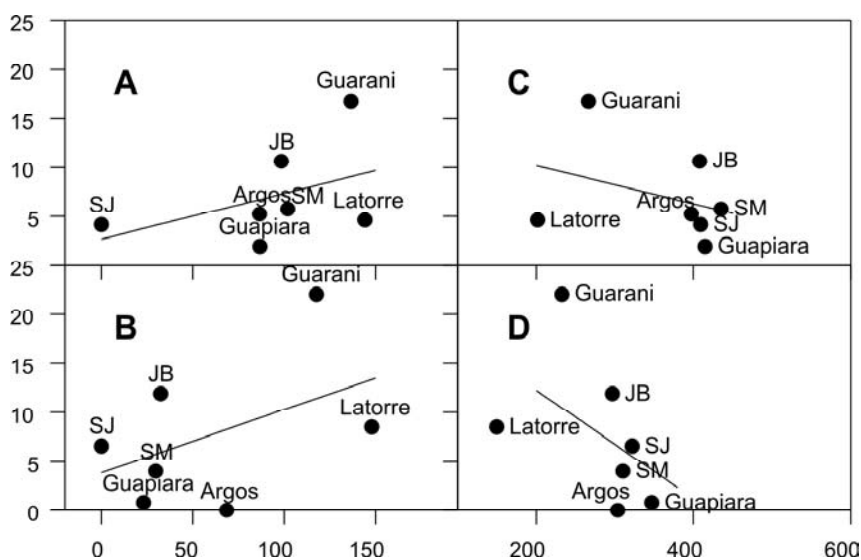 25
20
15
10
5
25
20
15
10
5
0
A
Guarani
JB
SJ
ArgosSM
Latorre
Guapiara
C
Guarani
JB
Argos
SM
Latorre
SJ
Guapiara
B
Guarani
JB
SJ
Latorre
SM
Guapiara
Argos
D
Guarani
JB
Latorre
SJ
SM
Argos
Guapiara
0 50 100 150 200 400 600